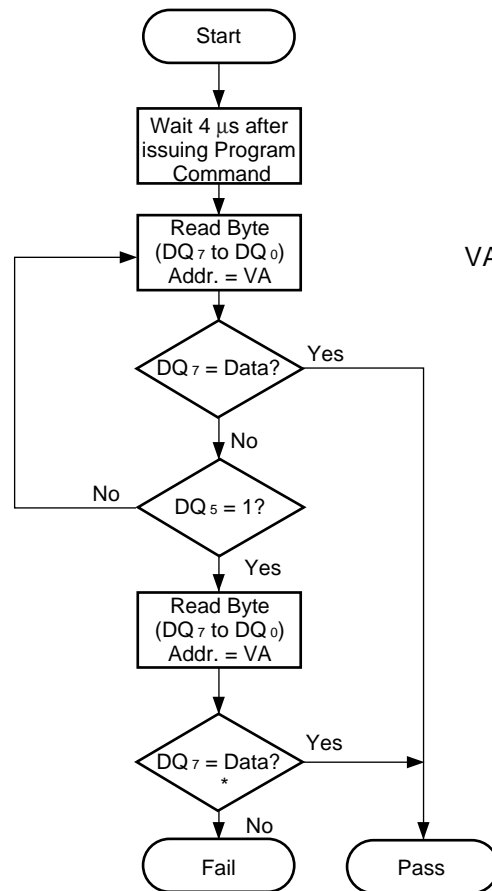 Start
Wait 4 μs after
issuing Program
Command
Read Byte
(DQ7 to DQ0)
Addr. = VA
VA
DQ7 = Data?
Yes
No
No
DQ5 = 1?
Yes
Read Byte
(DQ7 to DQ0)
Addr. = VA
DQ7 = Data?
*
Yes
No
Fail
Pass